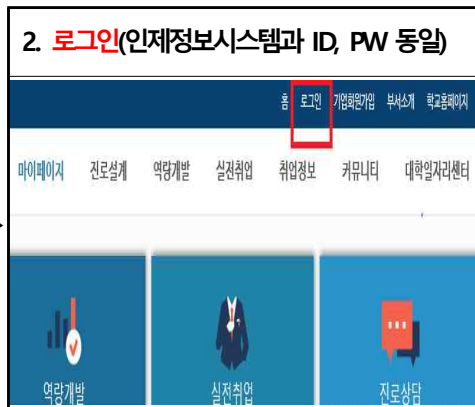 2. 로그인(인제정보시스템과 ID, PW 동일)
홈 로그인 기업회원가입 부서소개 학교홈페이지
마이페이지 진로설계 역량개발 실전취업 취업정보 커뮤니티 대학일자리센터
역량개발 실전취업 진로상담